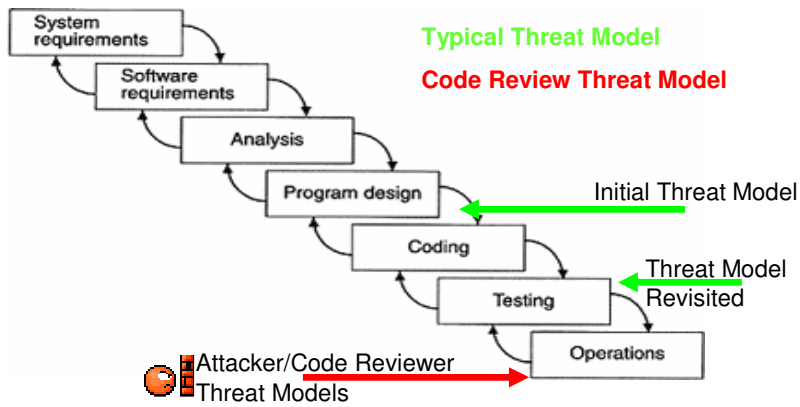 System
requirements
Typical Threat Model
Software
requirements
Code Review Threat Model
Analysis
Program design
Initial Threat Model
Coding
Threat Model
Revisited
Testing
Operations
Attacker/Code Reviewer
Threat Models